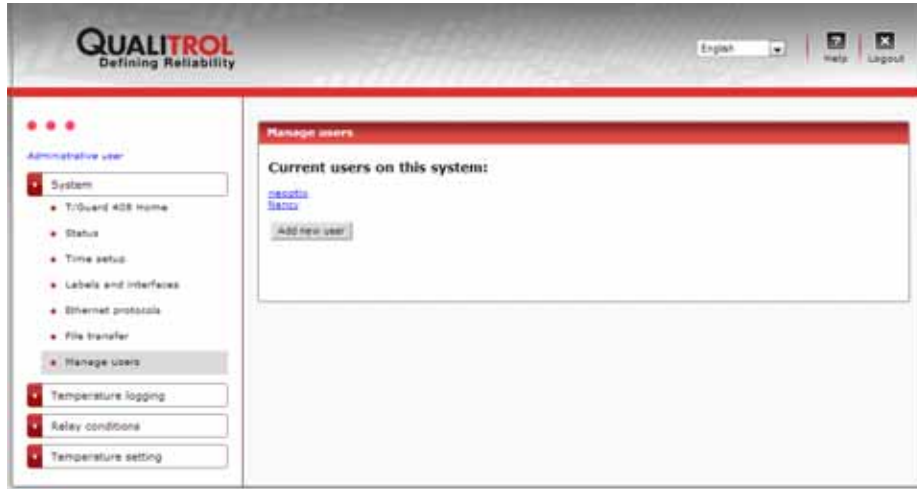 QUALITROL
Defining Reliability
English
Help
Logout
Administrative user
System
T/Guard 408 Home
Status
Time setup
Labels and interfaces
Ethernet protocols
File transfer
Manage users
Temperature logging
Relay conditions
Temperature setting
Manage users
Current users on this system:
neoptix
Nancy
Add new user